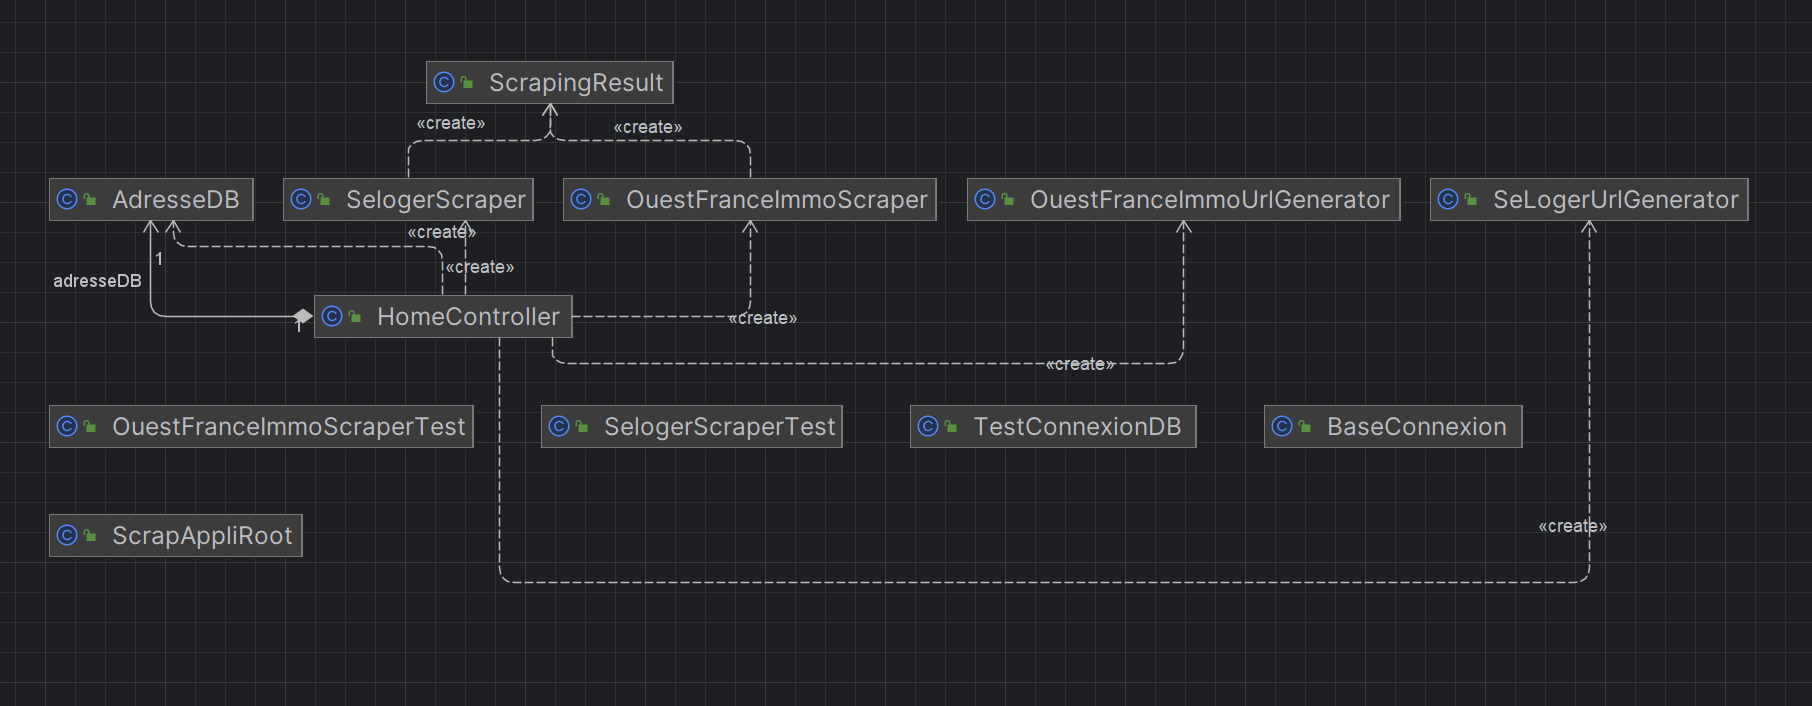 ScrapingResult
«create»
«create»
AdresseDB
SelogerScraper
OuestFranceImmoScraper
OuestFranceImmoUrlGenerator
SeLogerUrlGenerator
«create»
1
«create»
adresseDB
1
HomeController
«create»
«create»
OuestFranceImmoScraperTest
SelogerScraperTest
TestConnexionDB
BaseConnexion
«create»
ScrapAppliRoot